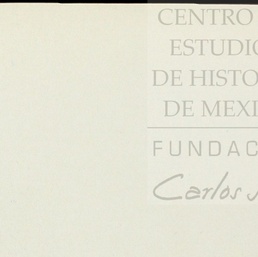 CENTRO
ESTUDIO
DE HISTO
DE MEXI
FUNDAC
Carlos